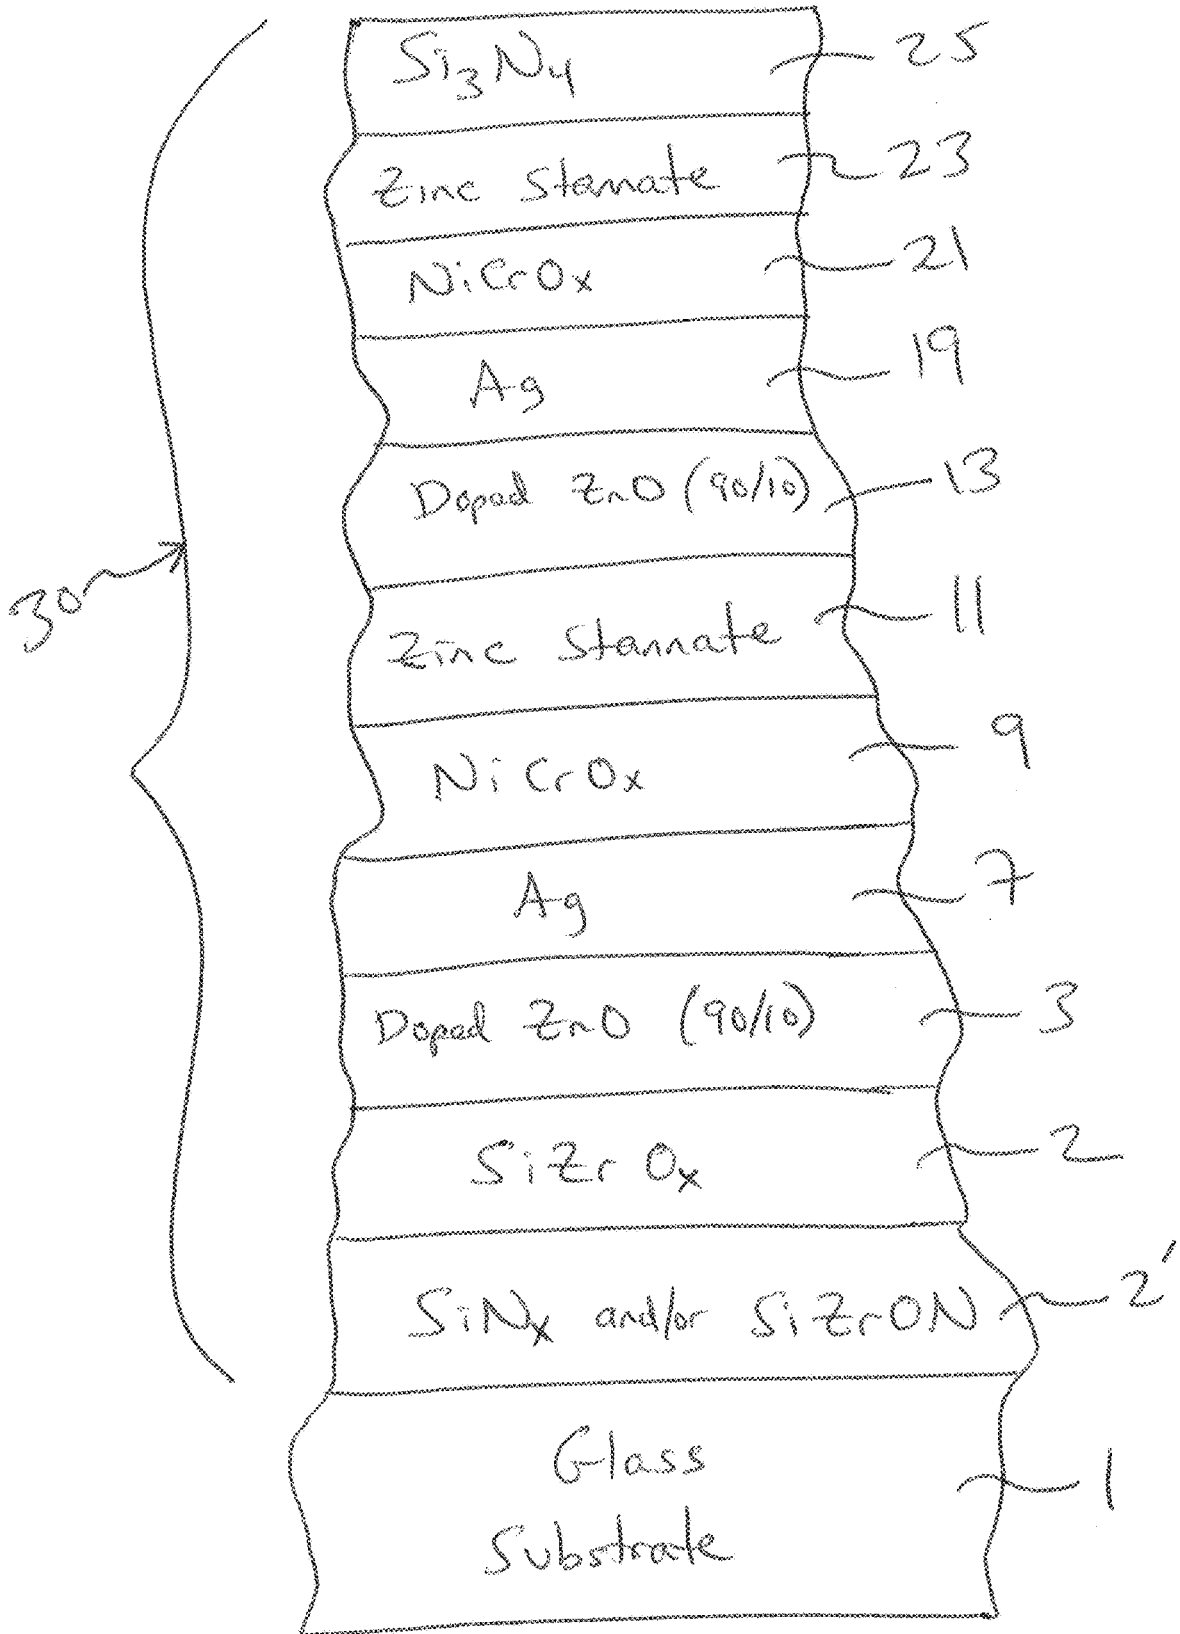 Si₃N₄ 25
Zinc Stannate 23
NiCrOx 21
Ag 19
Doped ZnO (90/10) 13
30
Zinc Stannate 11
NiCrOx 9
Ag 7
Doped ZnO (90/10) 3
SiZrOx 2
SiNx and/or SiZrON 2'
Glass
Substrate 1